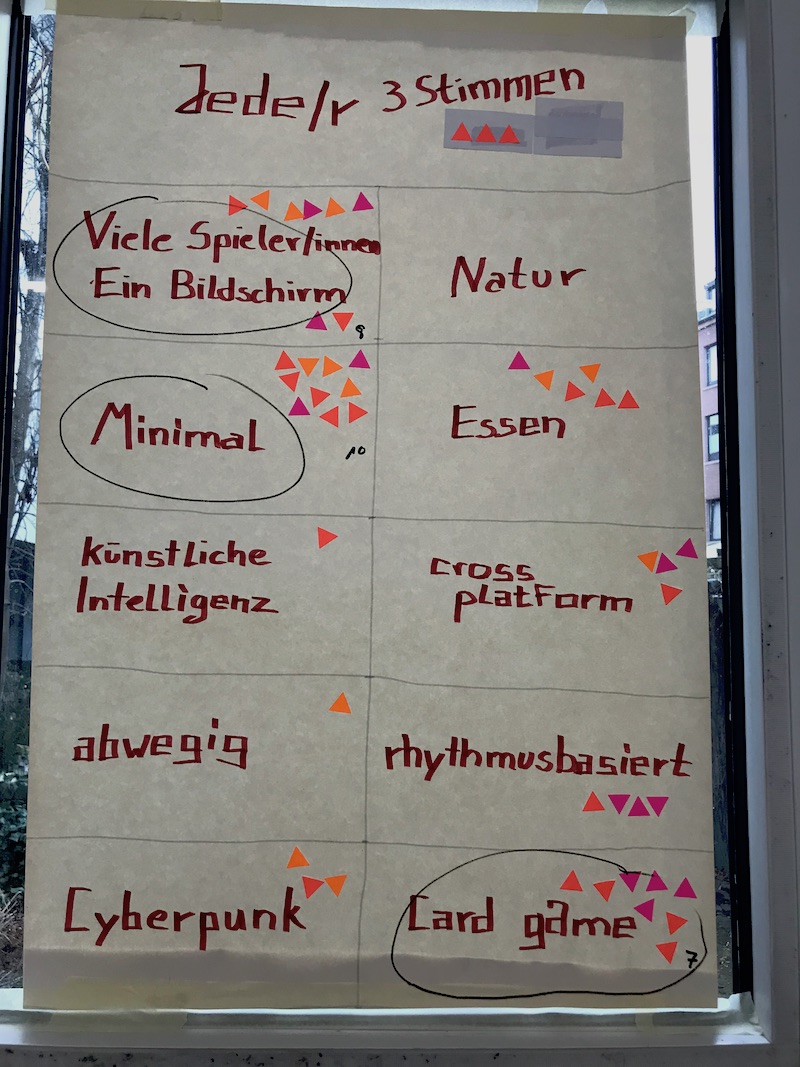 Jede/r 3 Stimmen
Viele Spieler/innen
Ein Bildschirm
8
Natur
Minimal
10
Essen
künstliche
Intelligenz
cross
platform
abwegig
rhythmusbasiert
Cyberpunk
Card game
7